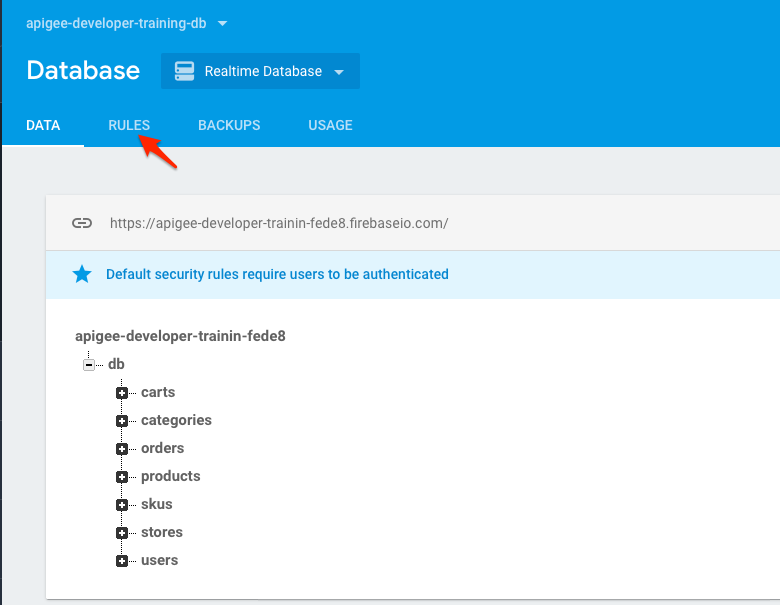 apigee-developer-training-db
Database Realtime Database
DATA RULES BACKUPS USAGE
https://apigee-developer-trainin-fede8.firebaseio.com/
Default security rules require users to be authenticated
apigee-developer-trainin-fede8
db
carts
categories
orders
products
skus
stores
users